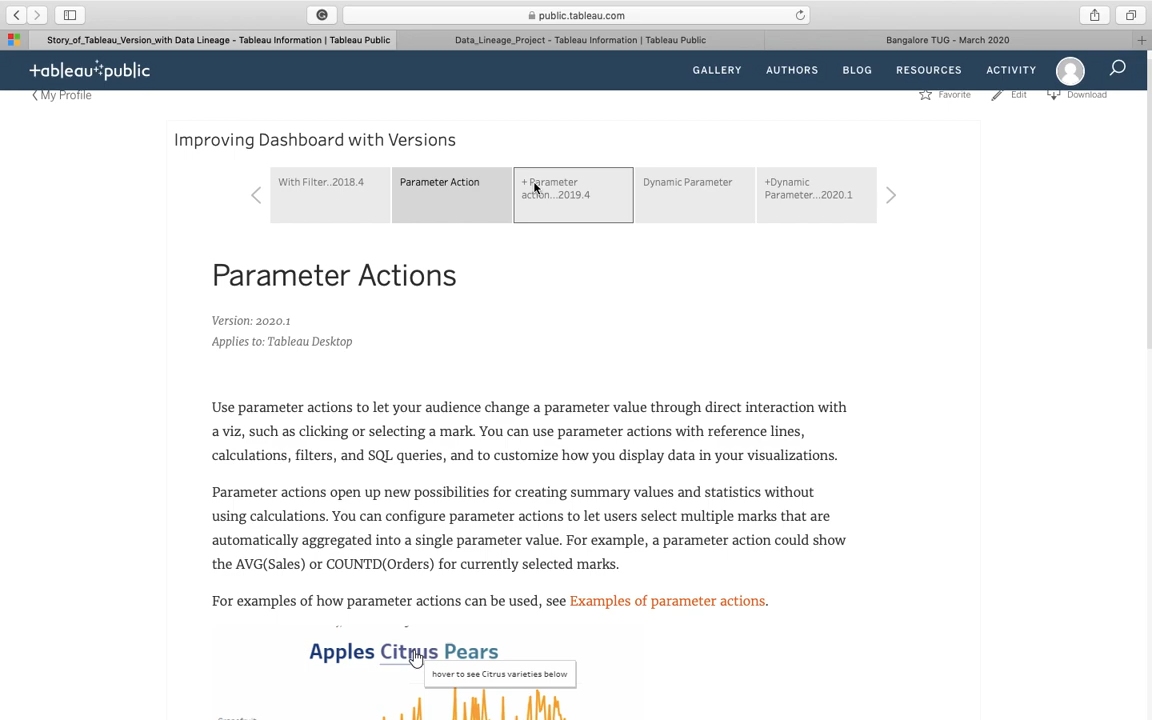 public.tableau.com
Story_of_Tableau_Version_with Data Lineage - Tableau Information | Tableau Public
Data_Lineage_Project - Tableau Information | Tableau Public
Bangalore TUG - March 2020
+ableau+public
GALLERY
AUTHORS
BLOG
RESOURCES
ACTIVITY
My Profile
Favorite
Edit
Download
Improving Dashboard with Versions
With Filter..2018.4
Parameter Action
+ Parameter
action...2019.4
Dynamic Parameter
+Dynamic
Parameter...2020.1
Parameter Actions
Version: 2020.1
Applies to: Tableau Desktop
Use parameter actions to let your audience change a parameter value through direct interaction with
a viz, such as clicking or selecting a mark. You can use parameter actions with reference lines,
calculations, filters, and SQL queries, and to customize how you display data in your visualizations.
Parameter actions open up new possibilities for creating summary values and statistics without
using calculations. You can configure parameter actions to let users select multiple marks that are
automatically aggregated into a single parameter value. For example, a parameter action could show
the AVG(Sales) or COUNTD(Orders) for currently selected marks.
For examples of how parameter actions can be used, see Examples of parameter actions.
Apples Citrus Pears
hover to see Citrus varieties below